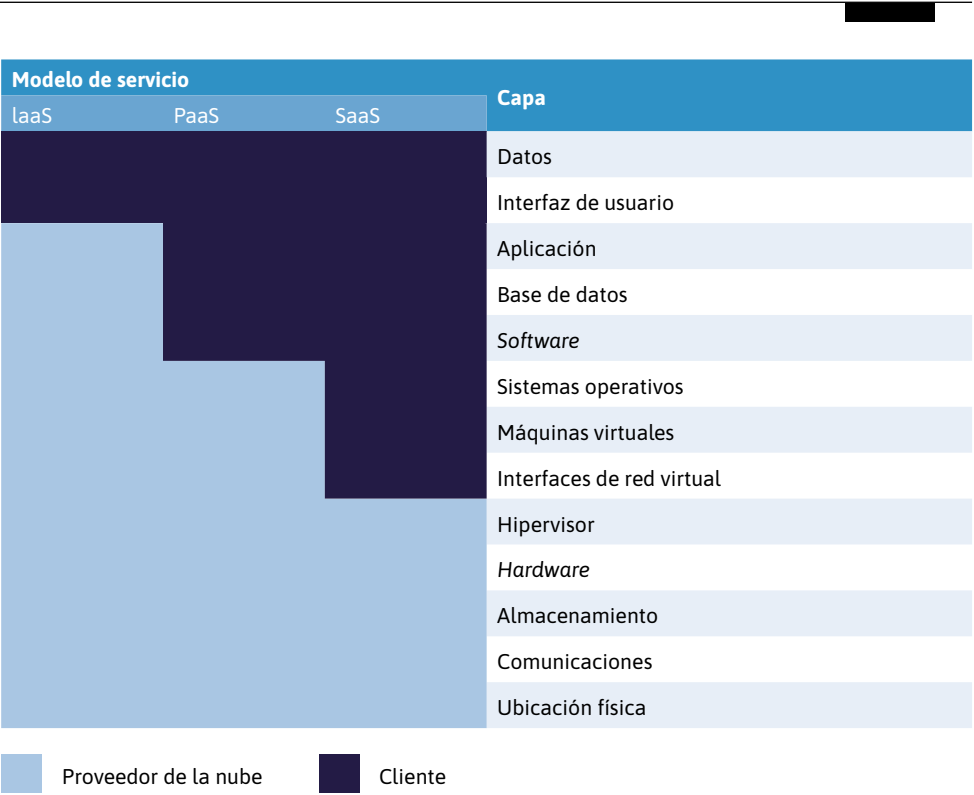 Modelo de servicio
Capa
laaS PaaS SaaS
Datos
Interfaz de usuario
Aplicación
Base de datos
Software
Sistemas operativos
Máquinas virtuales
Interfaces de red virtual
Hipervisor
Hardware
Almacenamiento
Comunicaciones
Ubicación física
Proveedor de la nube Cliente